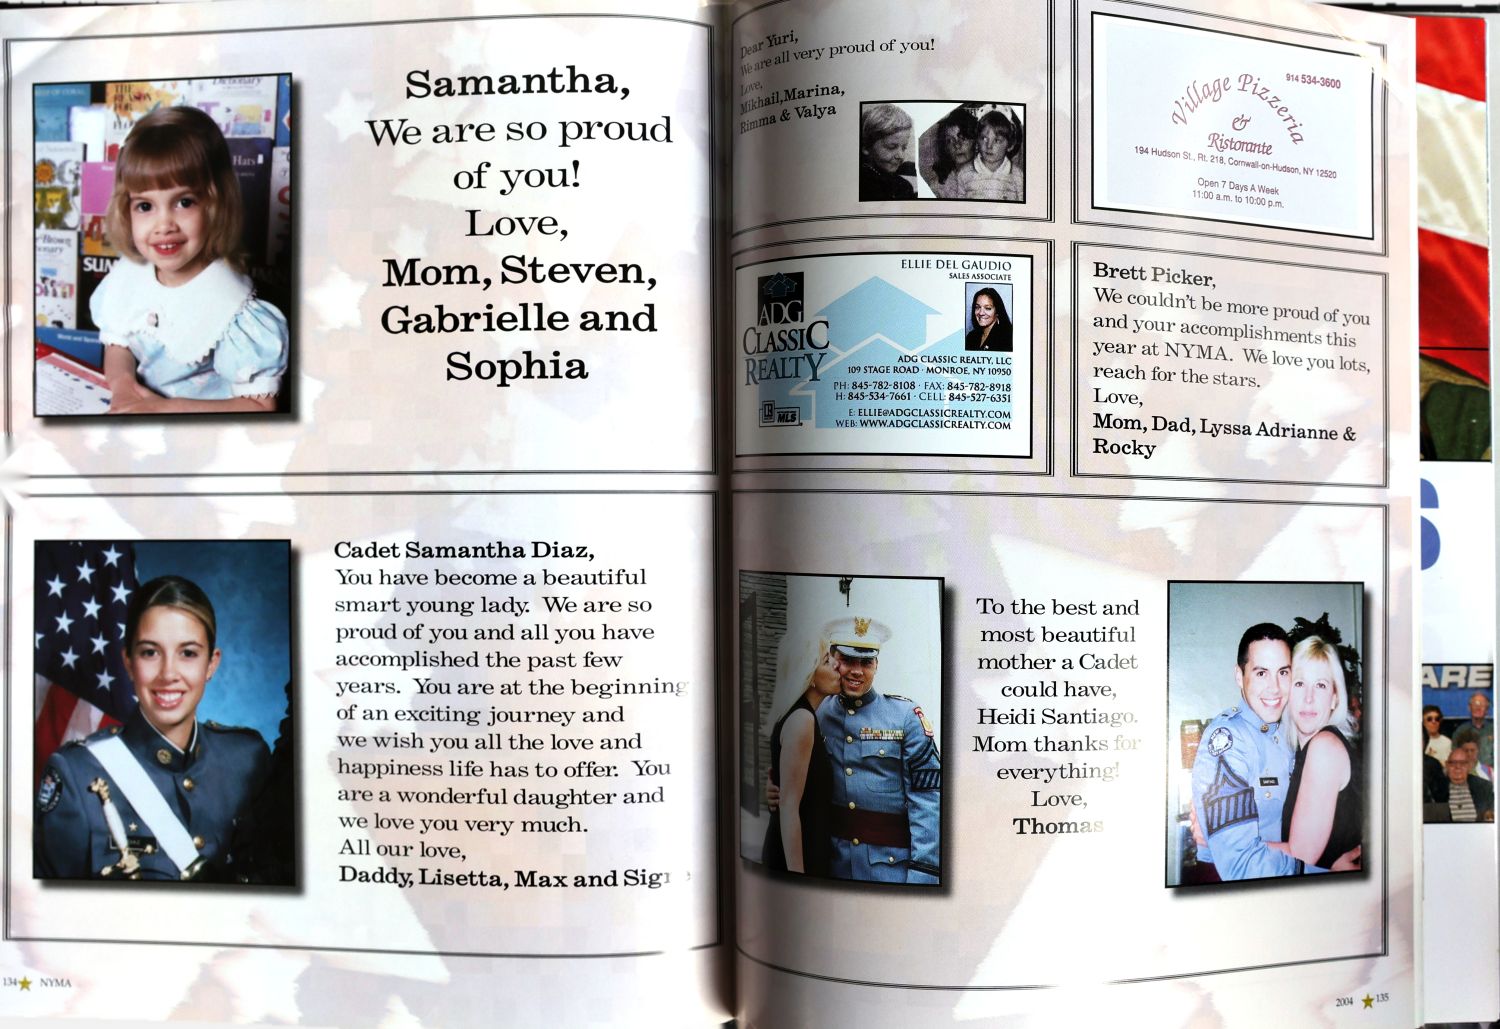 Samantha,
We are so proud
of you!
Love,
Mom, Steven,
Gabrielle and
Sophia
Cadet Samantha Diaz,
You have become a beautiful
smart young lady.  We are so
proud of you and all you have
accomplished the past few
years.  You are at the beginning
of an exciting journey and
we wish you all the love and
happiness life has to offer.  You
are a wonderful daughter and
we love you very much.
All our love,
Daddy, Lisetta, Max and
134 NYMA
Dear Yuri,
We are all very proud of you!
Love,
Mikhail,Marina,
Rimma & Valya
914 534-3600
Village Pizzeria
&
Ristorante
194 Hudson St., Rt. 218, Cornwall-on-Hudson, NY 12520
Open 7 Days A Week
11:00 a.m. to 10:00 p.m.
ELLIE DEL GAUDIO
SALES ASSOCIATE
ADG
CLASSIC
REALTY
ADG CLASSIC REALTY, LLC
109 STAGE ROAD · MONROE, NY 10950
PH: 845-782-8108 · FAX: 845-782-8918
H: 845-534-7661 · CELL: 845-527-6351
E: ELLIE@ADGCLASSICREALTY.COM
WEB: WWW.ADGCLASSICREALTY.COM
MLS
Brett Picker,
We couldn't be more proud of you
and your accomplishments this
year at NYMA.  We love you lots,
reach for the stars.
Love,
Mom, Dad, Lyssa Adrianne &
Rocky
To the best and
most beautiful
mother a Cadet
could have,
Heidi Santiago.
Mom thanks for
everything!
Love,
Thomas
2004 135